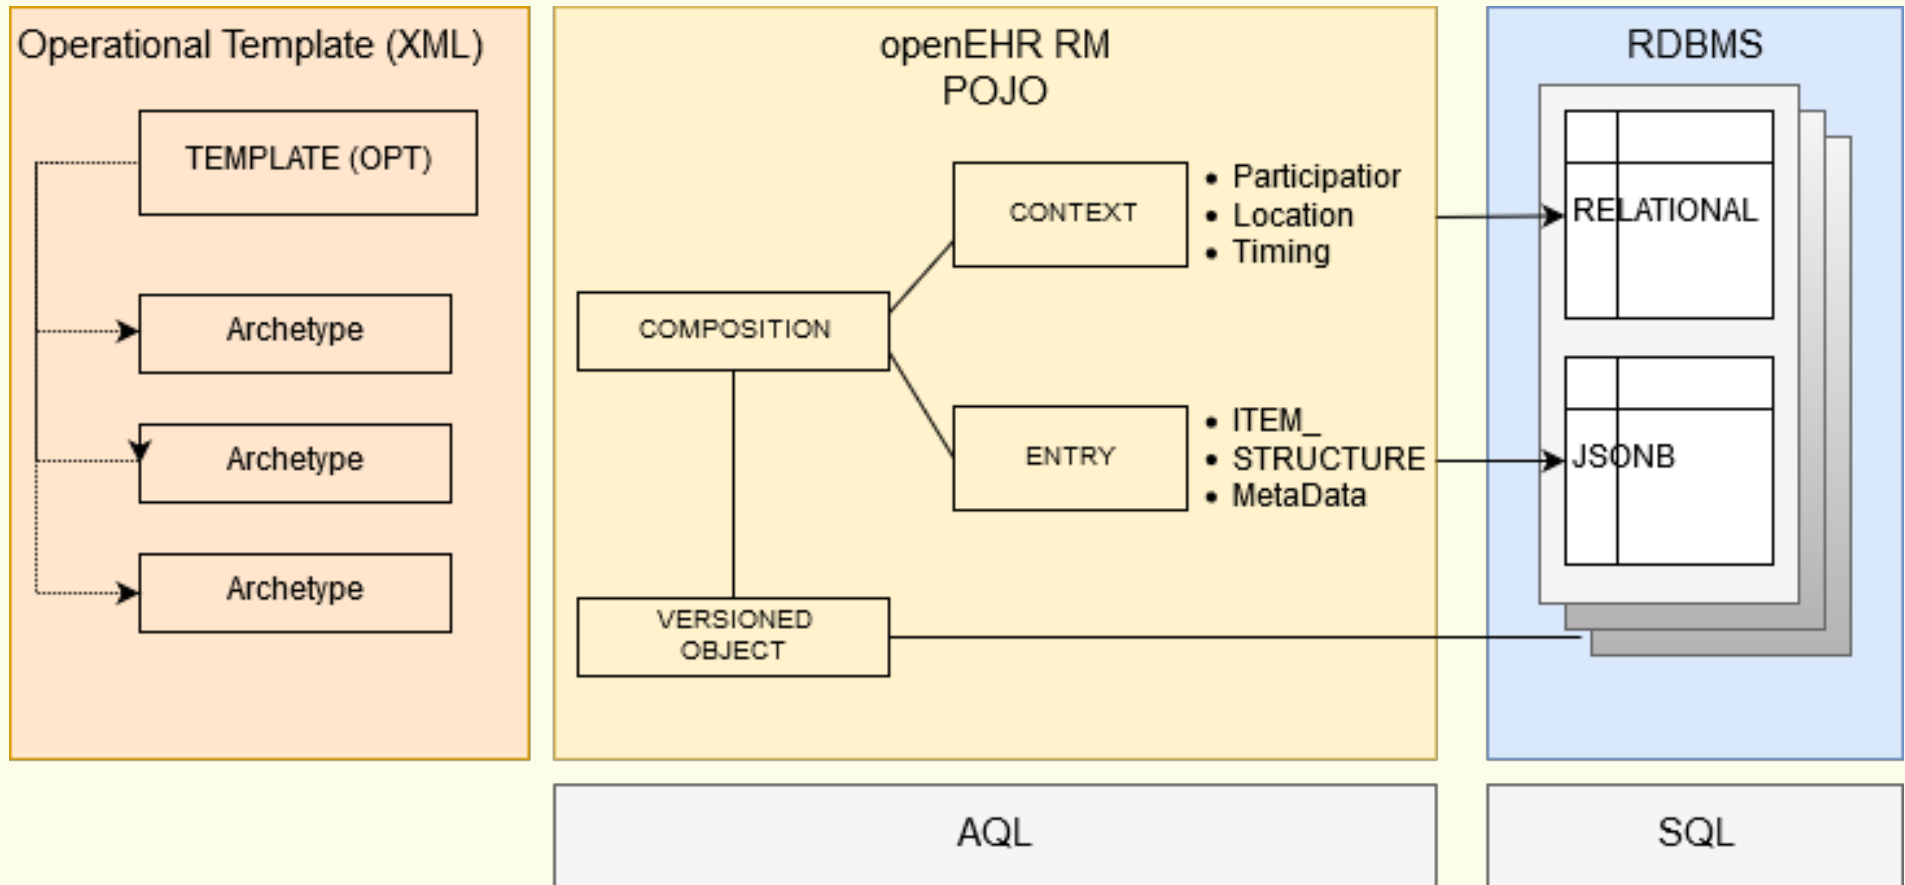 Operational Template (XML)
TEMPLATE (OPT)
Archetype
Archetype
Archetype
openEHR RM
POJO
CONTEXT
• Participatior
• Location
• Timing
COMPOSITION
ENTRY
• ITEM_
• STRUCTURE
• MetaData
VERSIONED
OBJECT
RDBMS
RELATIONAL
JSONB
AQL
SQL